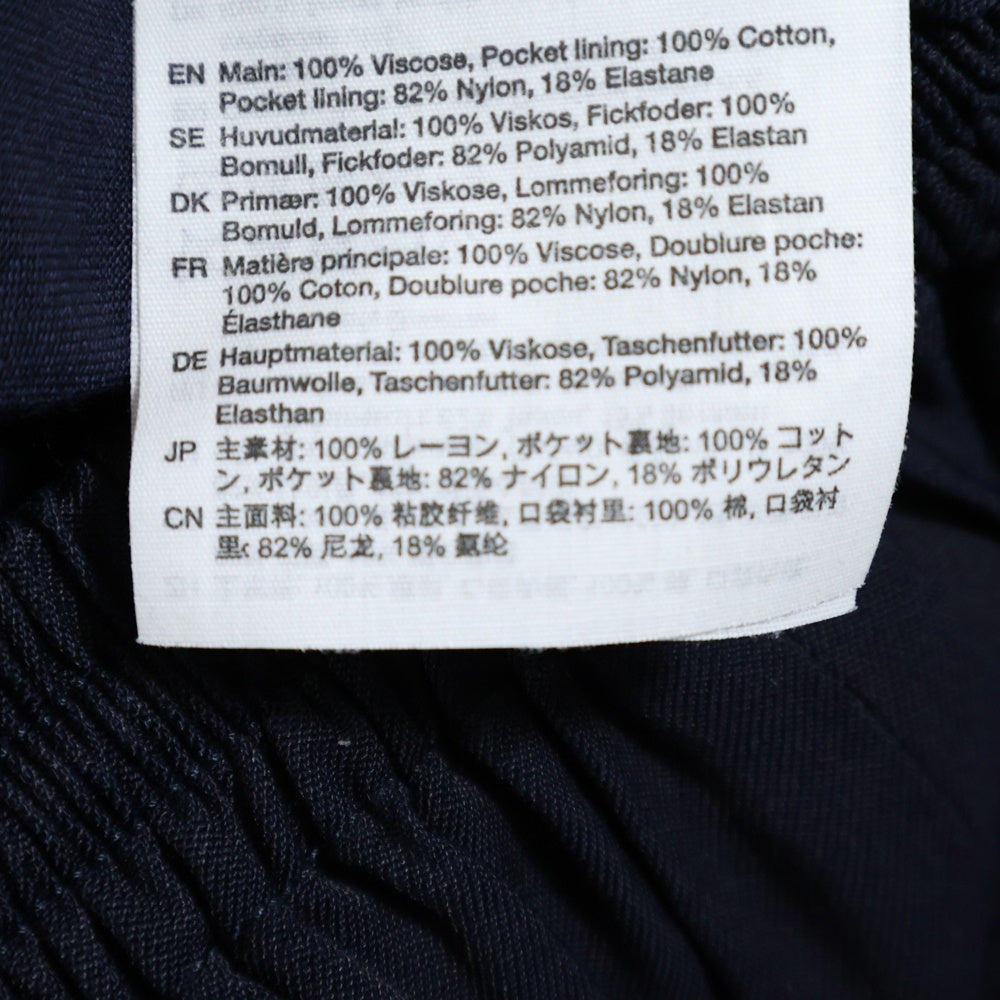 EN Main: 100% Viscose, Pocket lining: 100% Cotton,
Pocket lining: 82% Nylon, 18% Elastane
SE Huvudmaterial: 100% Viskos, Fickfoder: 100%
Bomull, Fickfoder: 82% Polyamid, 18% Elastan
DK Primær: 100% Viskose, Lommeforing: 100%
Bomuld, Lommeforing: 82% Nylon, 18% Elastan
FR Matière principale: 100% Viscose, Doublure poche:
100% Coton, Doublure poche: 82% Nylon, 18%
Élasthane
DE Hauptmaterial: 100% Viskose, Taschenfutter: 100%
Baumwolle, Taschenfutter: 82% Polyamid, 18%
Elasthan
JP 主素材: 100% レーヨン, ポケット裏地: 100% コット
ン, ポケット裏地: 82% ナイロン, 18% ポリウレタン
CN 主面料: 100% 粘胶纤维, 口袋衬里: 100% 棉, 口袋衬
里: 82% 尼龙, 18% 氨纶